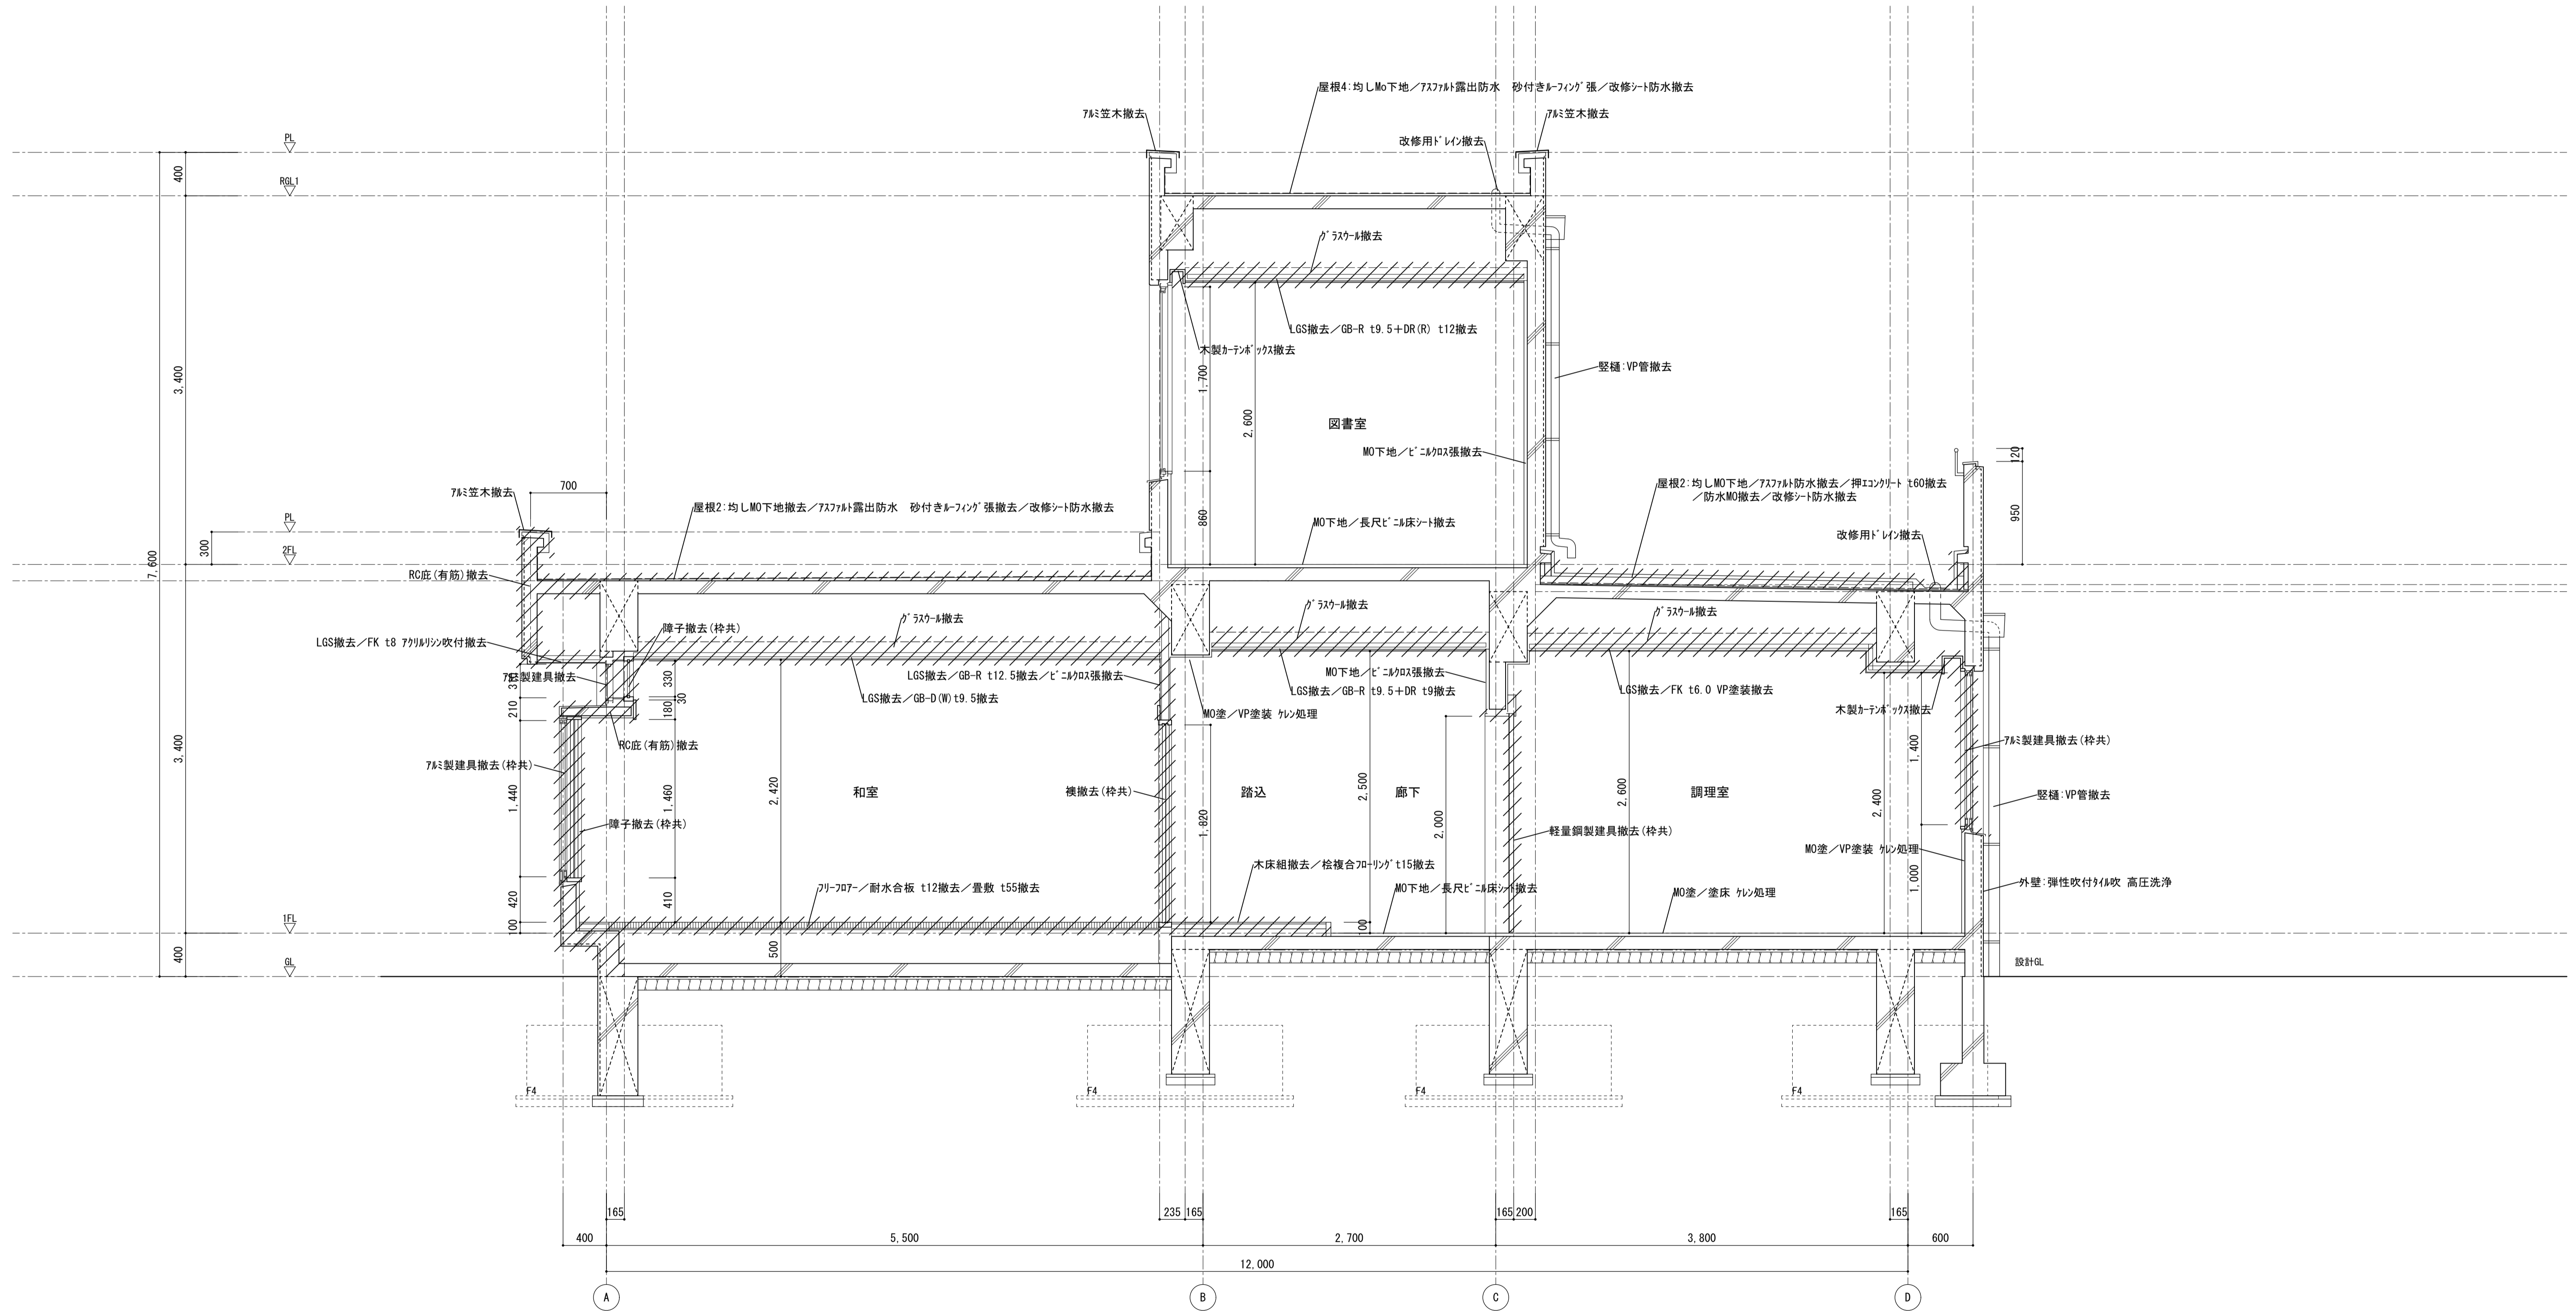 屋根4:均しMo下地／ｱｽﾌｧﾙﾄ露出防水　砂付きﾙｰﾌｨﾝｸﾞ張／改修ｼｰﾄ防水撤去
ｱﾙﾐ笠木撤去
ｱﾙﾐ笠木撤去
改修用ﾄﾞﾚｲﾝ撤去
PL
400
RGL1
ｸﾞﾗｽｳｰﾙ撤去
LGS撤去／GB-R t9.5＋DR(R) t12撤去
木製ｶｰﾃﾝﾎﾞｯｸｽ撤去
竪樋:VP管撤去
3,400
1,700
2,600
図書室
MO下地／ﾋﾞﾆﾙｸﾛｽ張撤去
120
ｱﾙﾐ笠木撤去
700
屋根2:均しMO下地撤去／ｱｽﾌｧﾙﾄ露出防水　砂付きﾙｰﾌｨﾝｸﾞ張撤去／改修ｼｰﾄ防水撤去
屋根2:均しMO下地／ｱｽﾌｧﾙﾄ防水撤去／押ｴｺﾝｸﾘｰﾄ t60撤去
／防水MO撤去／改修ｼｰﾄ防水撤去
PL
860
MO下地／長尺ﾋﾞﾆﾙ床ｼｰﾄ撤去
950
改修用ﾄﾞﾚｲﾝ撤去
300
2FL
7,600
RC庇(有筋)撤去
ｸﾞﾗｽｳｰﾙ撤去
ｸﾞﾗｽｳｰﾙ撤去
ｸﾞﾗｽｳｰﾙ撤去
障子撤去(枠共)
LGS撤去／FK t8 ｱｸﾘﾙﾘｼﾝ吹付撤去
ｱﾙﾐ製建具撤去
330
30
LGS撤去／GB-R t12.5撤去／ﾋﾞﾆﾙｸﾛｽ張撤去
MO下地／ﾋﾞﾆﾙｸﾛｽ張撤去
LGS撤去／GB-D(W)t9.5撤去
LGS撤去／GB-R t9.5＋DR t9撤去
LGS撤去／FK t6.0 VP塗装撤去
210
180
MO塗／VP塗装 ｹﾚﾝ処理
木製ｶｰﾃﾝﾎﾞｯｸｽ撤去
RC庇(有筋)撤去
ｱﾙﾐ製建具撤去(枠共)
3,400
ｱﾙﾐ製建具撤去(枠共)
1,400
1,440
1,460
2,420
和室
襖撤去(枠共)
踏込
2,500
廊下
2,600
調理室
2,400
竪樋:VP管撤去
障子撤去(枠共)
1,820
2,000
軽量鋼製建具撤去(枠共)
MO塗／VP塗装 ｹﾚﾝ処理
木床組撤去／桧複合ﾌﾛｰﾘﾝｸﾞt15撤去
ﾌﾘｰﾌﾛｱｰ／耐水合板 t12撤去／畳敷 t55撤去
MO下地／長尺ﾋﾞﾆﾙ床ｼｰﾄ撤去
MO塗／塗床 ｹﾚﾝ処理
1,000
外壁:弾性吹付ﾀｲﾙ吹 高圧洗浄
420
410
1FL
100
100
400
500
GL
設計GL
F4
F4
F4
F4
165
235
165
165
200
165
400
5,500
2,700
3,800
600
12,000
A
B
C
D